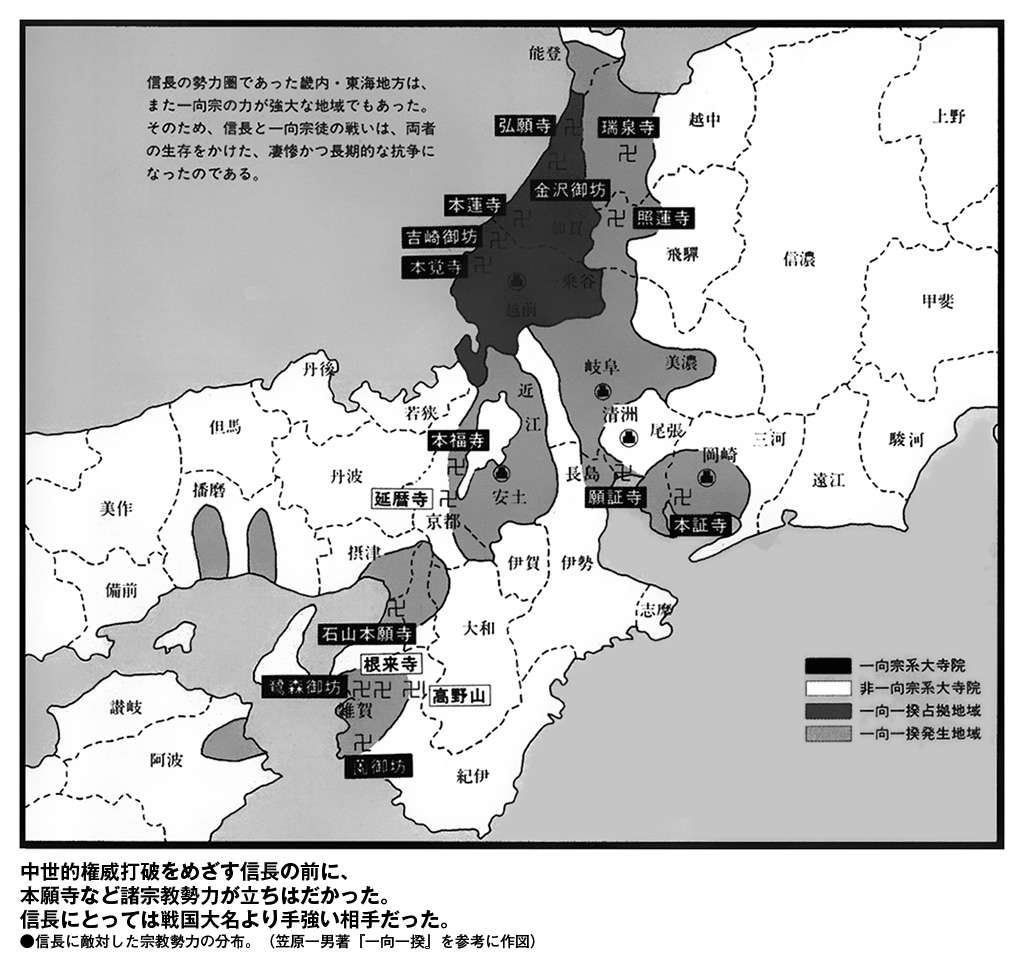 信長の勢力圏であった畿内・東海地方は、
また一向宗の力が強大な地域でもあった。
そのため、信長と一向宗徒の戦いは、両者
の生存をかけた、凄惨かつ長期的な抗争に
なったのである。
能登
弘願寺
瑞泉寺
越中
上野
金沢御坊
本蓮寺
照蓮寺
加賀
吉崎御坊
本覚寺
飛驒
信濃
一乗谷
越前
甲斐
丹後
岐阜
美濃
近江
若狭
清洲
尾張
但馬
本福寺
三河
駿河
岡崎
丹波
長島
播磨
安土
延暦寺
願証寺
遠江
美作
京都
本証寺
摂津
伊賀
伊勢
備前
志摩
石山本願寺
大和
根来寺
鷺森御坊
高野山
雑賀
讃岐
阿波
御坊
紀伊
一向宗系大寺院
非一向宗系大寺院
一向一揆占拠地域
一向一揆発生地域
中世的権威打破をめざす信長の前に、
本願寺など諸宗教勢力が立ちはだかった。
信長にとっては戦国大名より手強い相手だった。
●信長に敵対した宗教勢力の分布。（笠原一男著『一向一揆』を参考に作図）